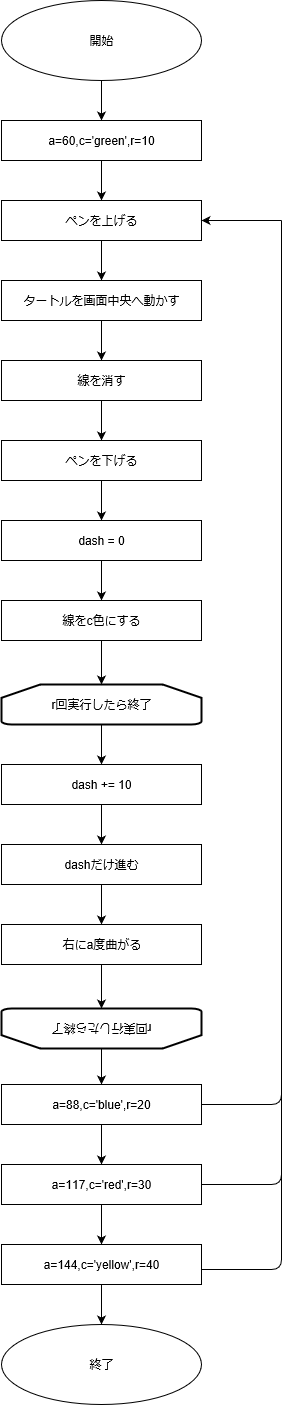 開始
a=60,c='green',r=10
ペンを上げる
タートルを画面中央へ動かす
線を消す
ペンを下げる
dash = 0
線をc色にする
r回実行したら終了
dash += 10
dashだけ進む
右にa度曲がる
r回実行したら終了
a=88,c='blue',r=20
a=117,c='red',r=30
a=144,c='yellow',r=40
終了